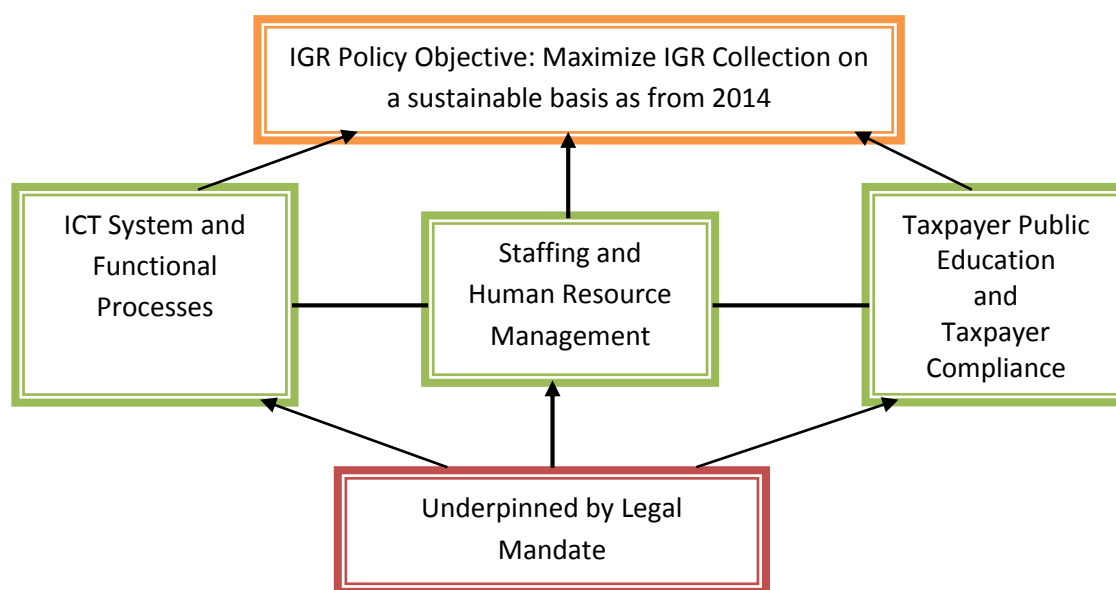 IGR Policy Objective: Maximize IGR Collection on
a sustainable basis as from 2014
ICT System and
Functional
Processes
Staffing and
Human Resource
Management
Taxpayer Public
Education
and
Taxpayer
Compliance
Underpinned by Legal
Mandate